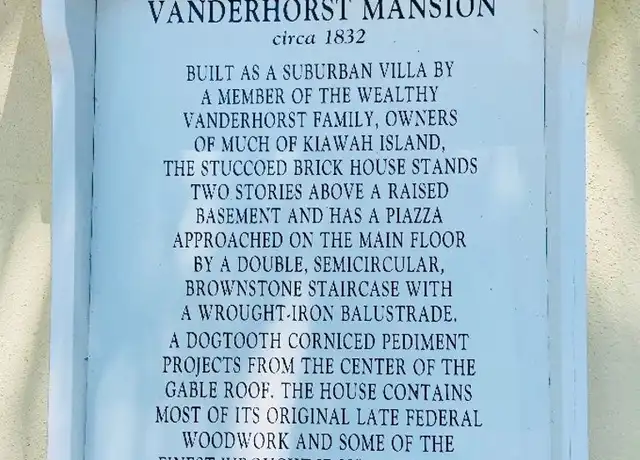 VANDERHORST MANSION
circa 1832
BUILT AS A SUBURBAN VILLA BY
A MEMBER OF THE WEALTHY
VANDERHORST FAMILY, OWNERS
OF MUCH OF KIAWAH ISLAND,
THE STUCCOED BRICK HOUSE STANDS
TWO STORIES ABOVE A RAISED
BASEMENT AND HAS A PIAZZA
APPROACHED ON THE MAIN FLOOR
BY A DOUBLE, SEMICIRCULAR,
BROWNSTONE STAIRCASE WITH
A WROUGHT-IRON BALUSTRADE.
A DOGTOOTH CORNICED PEDIMENT
PROJECTS FROM THE CENTER OF THE
GABLE ROOF. THE HOUSE CONTAINS
MOST OF ITS ORIGINAL LATE FEDERAL
WOODWORK AND SOME OF THE